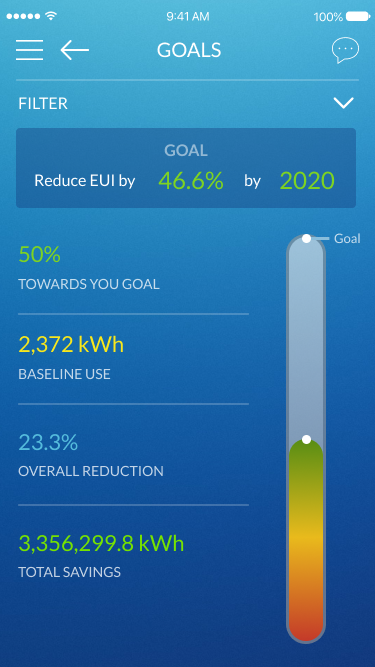 9:41 AM 100%
GOALS
FILTER
GOAL
Reduce EUI by 46.6% by 2020
Goal
50%
TOWARDS YOU GOAL
2,372 kWh
BASELINE USE
23.3%
OVERALL REDUCTION
3,356,299.8 kWh
TOTAL SAVINGS